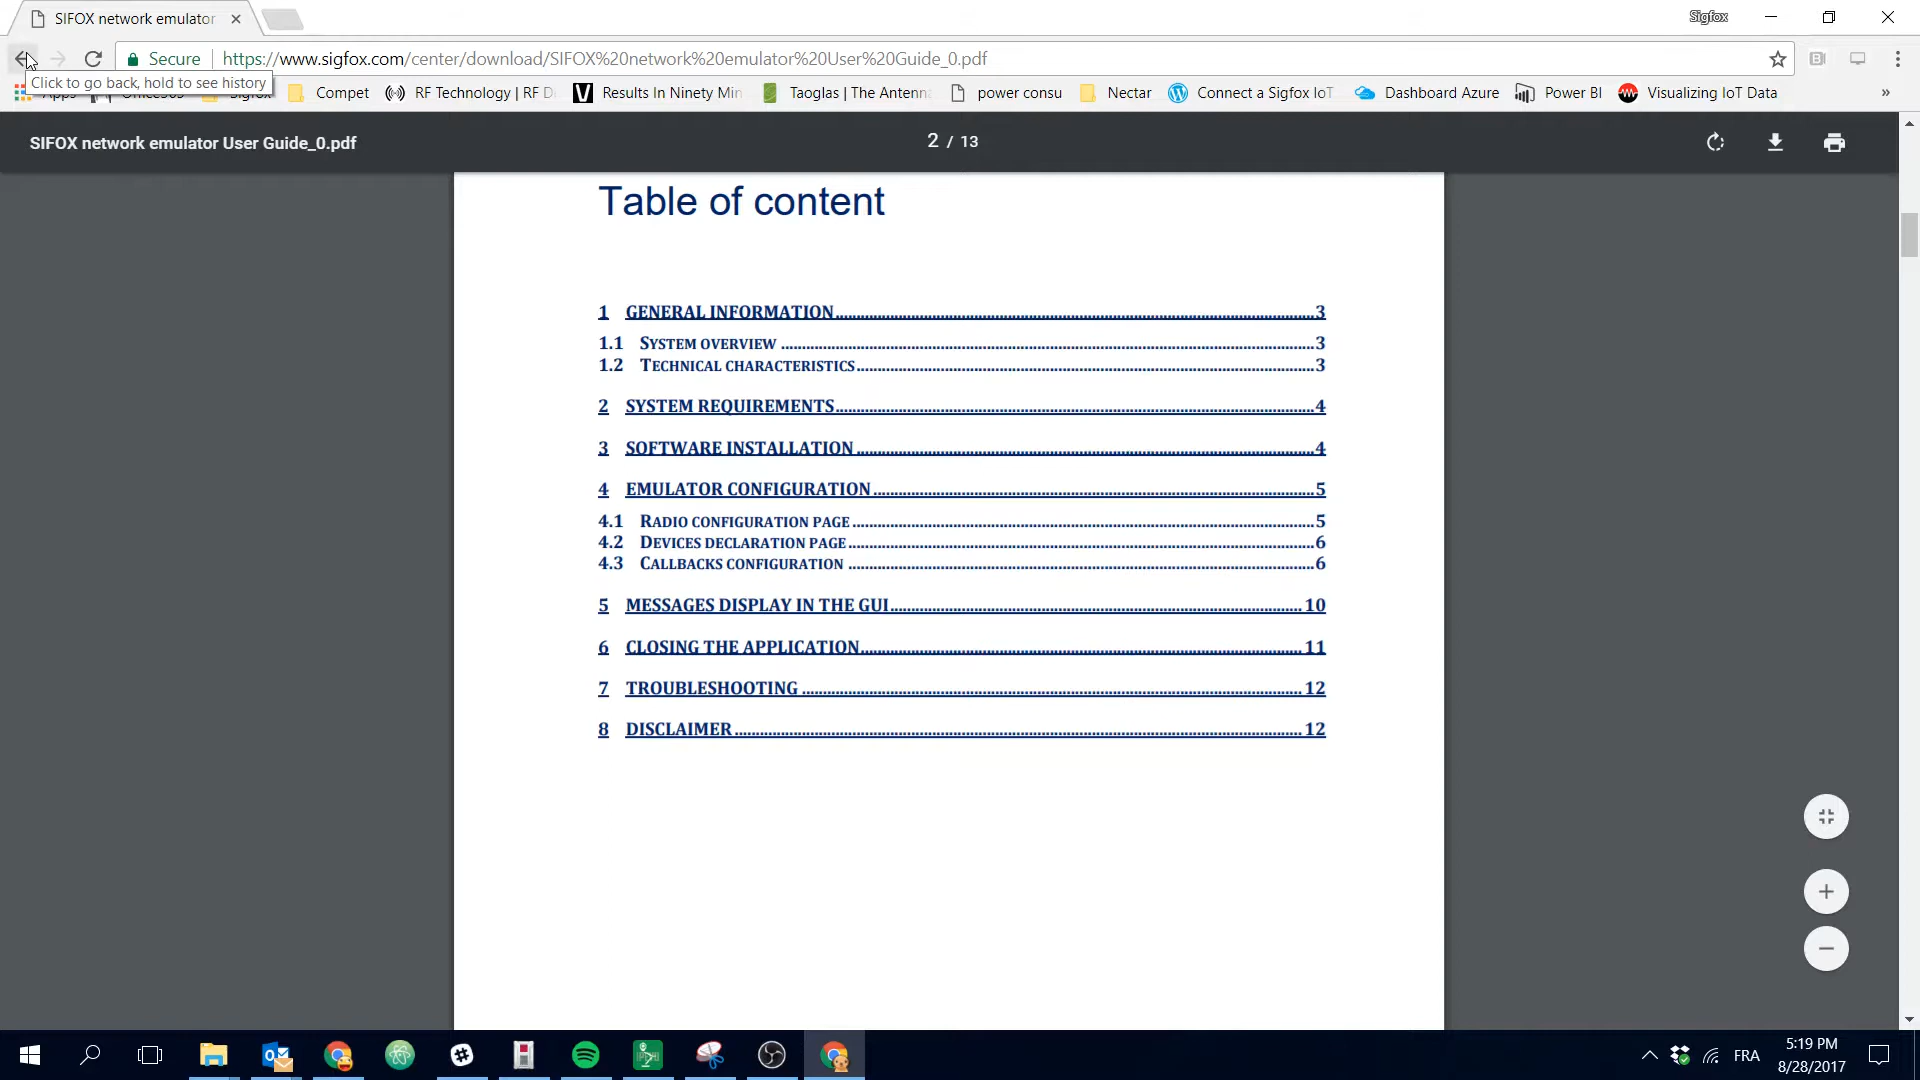 SIFOX network emulator
Sigfox
Secure https://www.sigfox.com/center/download/SIFOX%20network%20emulator%20User%20Guide_0.pdf
Click to go back, hold to see history
Apps Office365 Sigfox Compet RF Technology | RF D Results In Ninety Min Taoglas | The Antenna power consu Nectar Connect a Sigfox IoT Dashboard Azure Power BI Visualizing IoT Data »
SIFOX network emulator User Guide_0.pdf 2 / 13
Table of content
1 GENERAL INFORMATION 3
1.1 SYSTEM OVERVIEW 3
1.2 TECHNICAL CHARACTERISTICS 3
2 SYSTEM REQUIREMENTS 4
3 SOFTWARE INSTALLATION 4
4 EMULATOR CONFIGURATION 5
4.1 RADIO CONFIGURATION PAGE 5
4.2 DEVICES DECLARATION PAGE 6
4.3 CALLBACKS CONFIGURATION 6
5 MESSAGES DISPLAY IN THE GUI 10
6 CLOSING THE APPLICATION 11
7 TROUBLESHOOTING 12
8 DISCLAIMER 12
FRA
5:19 PM
8/28/2017